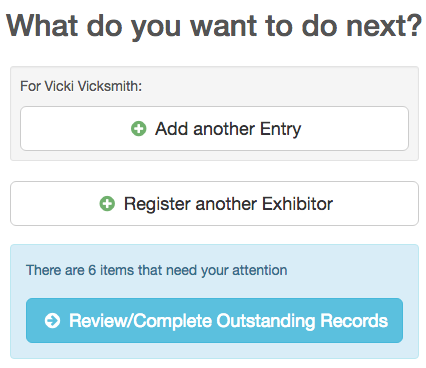 What do you want to do next?
For Vicki Vicksmith:
Add another Entry
Register another Exhibitor
There are 6 items that need your attention
Review/Complete Outstanding Records